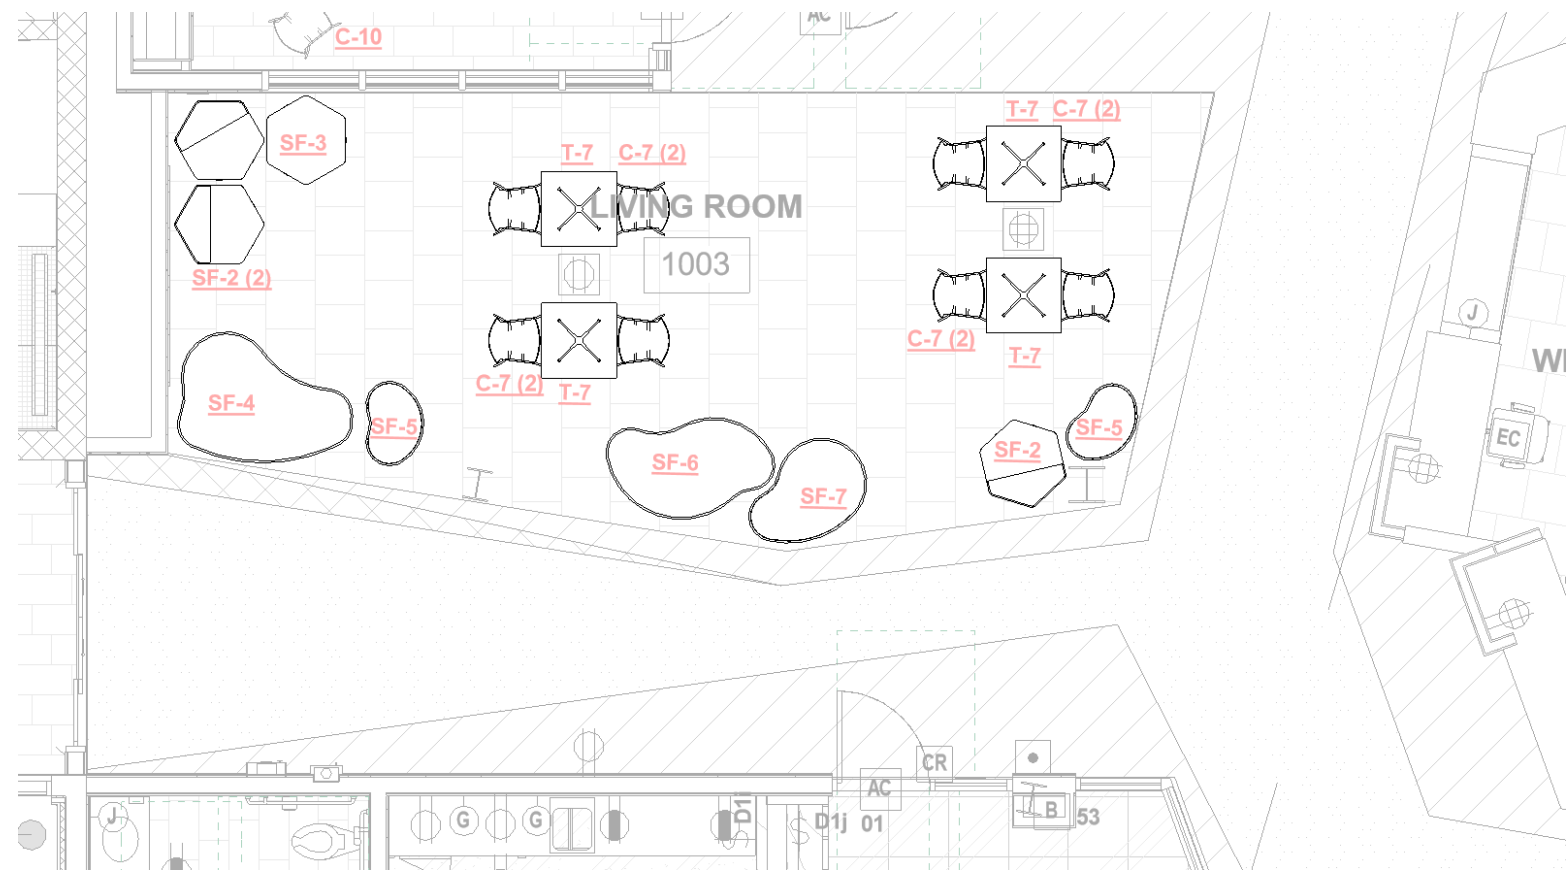 C-10
AC
T-7 C-7 (2)
SF-3
T-7 C-7 (2)
LIVING ROOM
1003
SF-2 (2)
C-7 (2)
T-7
J
C-7 (2)
T-7
SF-4
SF-5
SF-5
SF-2
SF-6
SF-7
EC
CR
AC
B
53
J
G
G
D1j
01